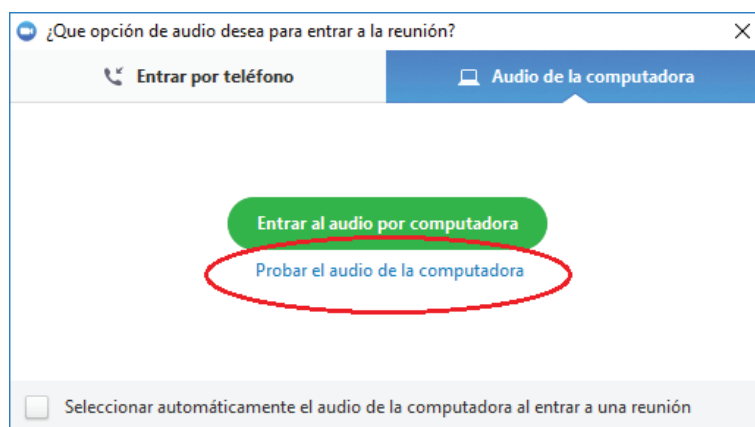 ¿Que opción de audio desea para entrar a la reunión?
Entrar por teléfono
Audio de la computadora
Entrar al audio por computadora
Probar el audio de la computadora
Seleccionar automáticamente el audio de la computadora al entrar a una reunión